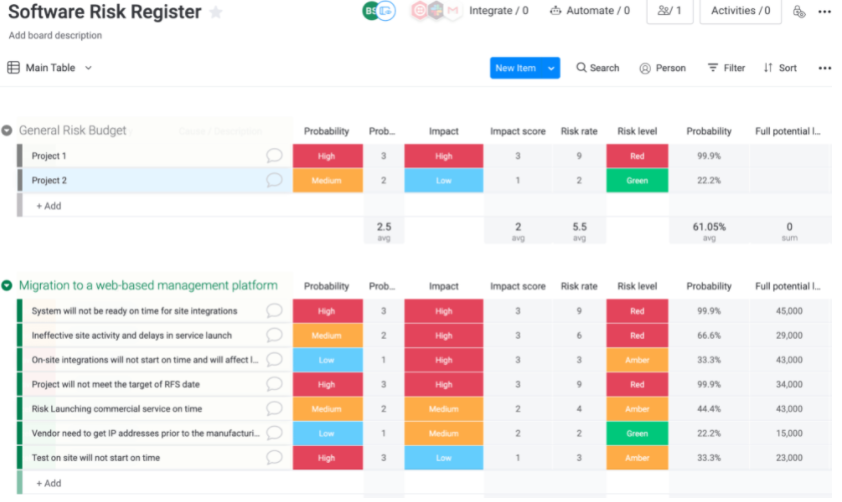 Software Risk Register
BS
Integrate / 0
Automate / 0
/ 1
Activities / 0
Add board description
Main Table
New Item
Search
Person
Filter
Sort
General Risk Budget
Probability Prob... Impact Impact score Risk rate Risk level Probability Full potential l...
Project 1 High 3 High 3 9 Red 99.9%
Project 2 Medium 2 Low 1 2 Green 22.2%
+ Add
2.5 2 5.5 61.05% 0
avg avg avg avg sum
Migration to a web-based management platform Probability Prob... Impact Impact score Risk rate Risk level Probability Full potential l...
System will not be ready on time for site integrations High 3 High 3 9 Red 99.9% 45,000
Ineffective site activity and delays in service launch Medium 2 High 3 6 Red 66.6% 29,000
On-site integrations will not start on time and will affect l... Low 1 High 3 3 Amber 33.3% 43,000
Project will not meet the target of RFS date High 3 High 3 9 Red 99.9% 34,000
Risk Launching commercial service on time Medium 2 Medium 2 4 Amber 44.4% 43,000
Vendor need to get IP addresses prior to the manufacturi... Low 1 Medium 2 2 Green 22.2% 15,000
Test on site will not start on time High 3 Low 1 3 Amber 33.3% 23,000
+ Add